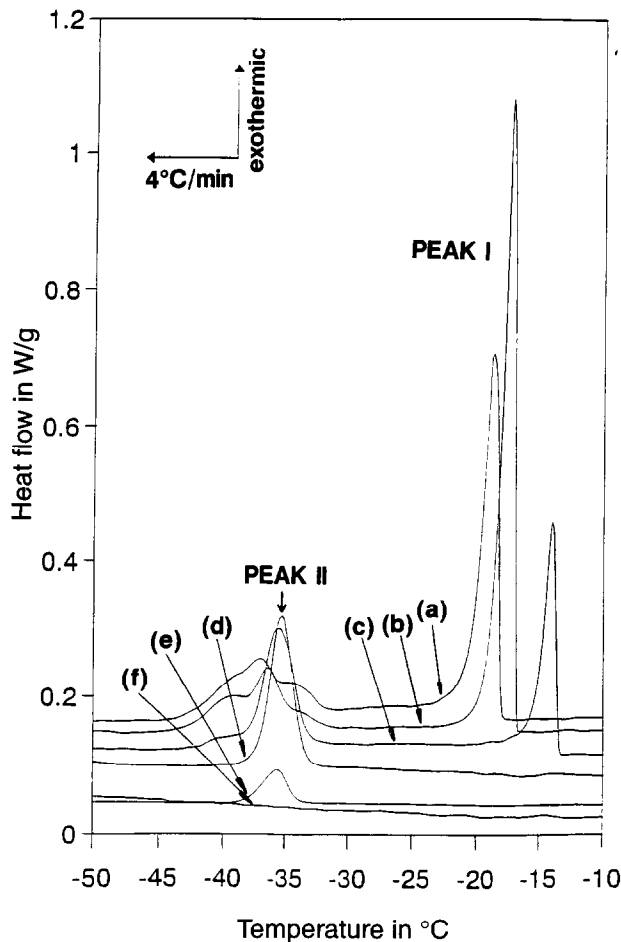 1.2
1
0.8
0.6
0.4
0.2
0
Heat flow in W/g
exothermic
4°C/min
PEAK I
PEAK II
(a)
(b)
(c)
(d)
(e)
(f)
-50 -45 -40 -35 -30 -25 -20 -15 -10
Temperature in °C